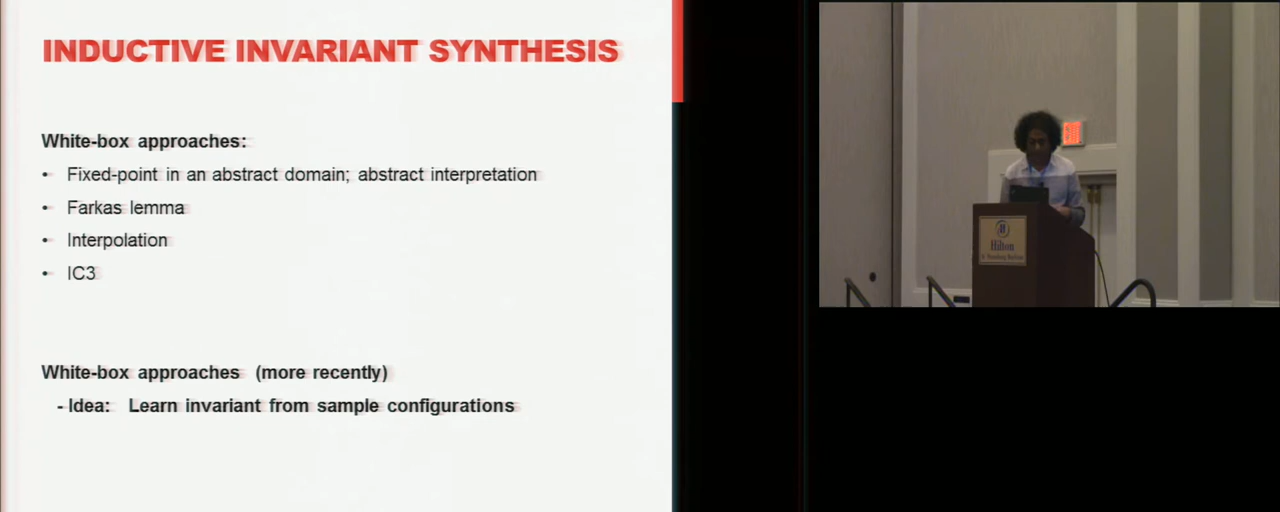 INDUCTIVE INVARIANT SYNTHESIS
White-box approaches:
• Fixed-point in an abstract domain; abstract interpretation
• Farkas lemma
• Interpolation
• IC3
White-box approaches (more recently)
- Idea: Learn invariant from sample configurations
Hilton